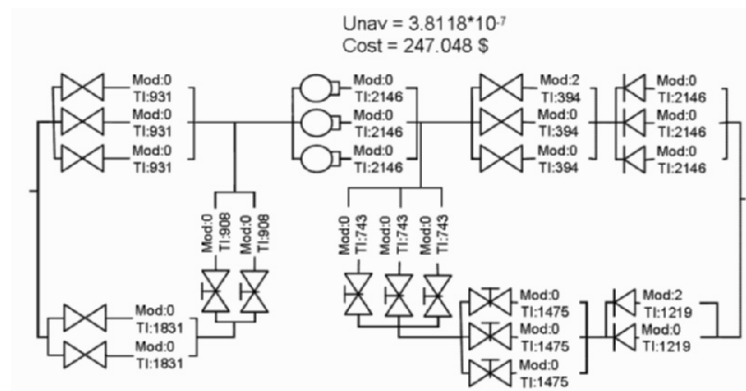 Unav = 3.8118*10-7
Cost = 247.048 $
Mod:0
TI:931
Mod:0
TI:931
Mod:0
TI:931
Mod:0
TI:2146
Mod:0
TI:2146
Mod:0
TI:2146
Mod:2
TI:394
Mod:0
TI:394
Mod:0
TI:394
Mod:0
TI:2146
Mod:0
TI:2146
Mod:0
TI:2146
Mod:0
TI:908
Mod:0
TI:908
Mod:0
TI:743
Mod:0
TI:743
Mod:0
TI:743
Mod:0
TI:1831
Mod:0
TI:1831
Mod:0
TI:1475
Mod:0
TI:1475
Mod:0
TI:1475
Mod:2
TI:1219
Mod:0
TI:1219